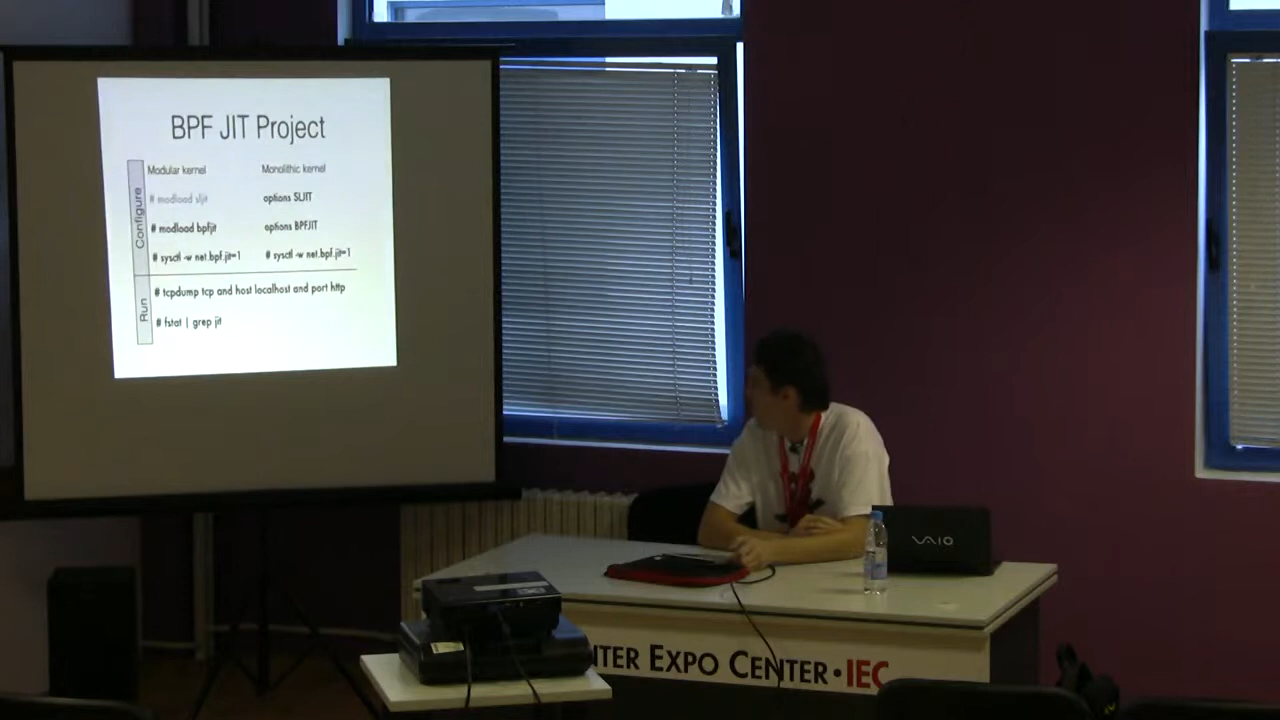 BPF JIT Project
Configure
Modular kernel Monolithic kernel
# modload sljit options SLJIT
# modload bpfjit options BPFJIT
# sysctl -w net.bpf.jit=1 # sysctl -w net.bpf.jit=1
Run
# tcpdump tcp and host localhost and port http
# fstat | grep jit
VAIO
NTER EXPO CENTER · IEC